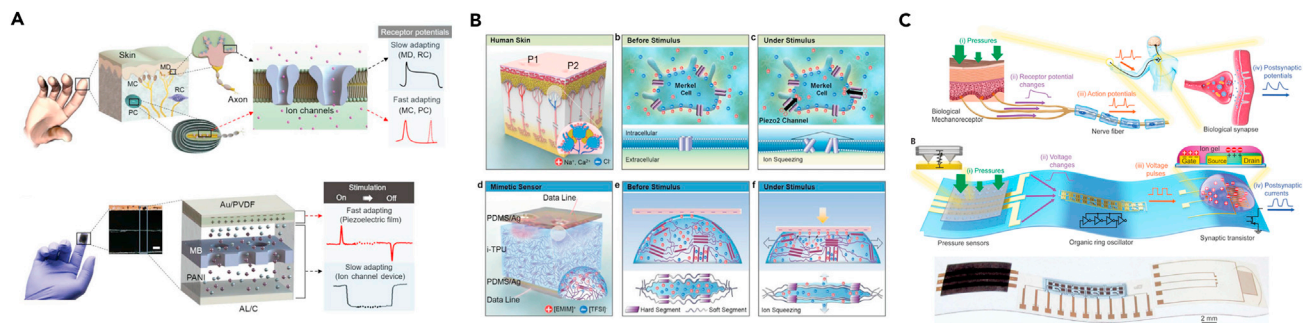 A
Skin
MD
MC
RC
PC
Axon
Ion channels
Receptor potentials
Slow adapting
(MD, RC)
Fast adapting
(MC, PC)
Au/PVDF
MB
PANI
AL/C
Stimulation
On
Off
Fast adapting
(Piezoelectric film)
Slow adapting
(Ion channel device)
B
a
Human Skin
P1
P2
Na⁺, Ca²⁺
Cl⁻
b
Before Stimulus
Merkel
Cell
Intracellular
Extracellular
c
Under Stimulus
Merkel
Cell
Piezo2 Channel
Ion Squeezing
d
Mimetic Sensor
Data Line
PDMS/Ag
i-TPU
PDMS/Ag
Data Line
[EMIM]⁺
[TFSI]⁻
e
Before Stimulus
Hard Segment
Soft Segment
f
Under Stimulus
Ion Squeezing
C
(i) Pressures
(ii) Receptor potential
changes
(iii) Action potentials
Biological
Mechanoreceptor
Nerve fiber
(iv) Postsynaptic
potentials
Biological synapse
B
(i) Pressures
(ii) Voltage
changes
(iii) Voltage
pulses
Ion gel
Gate
Source
Drain
(iv) Postsynaptic
currents
Pressure sensors
Organic ring oscillator
Synaptic transistor
2 mm